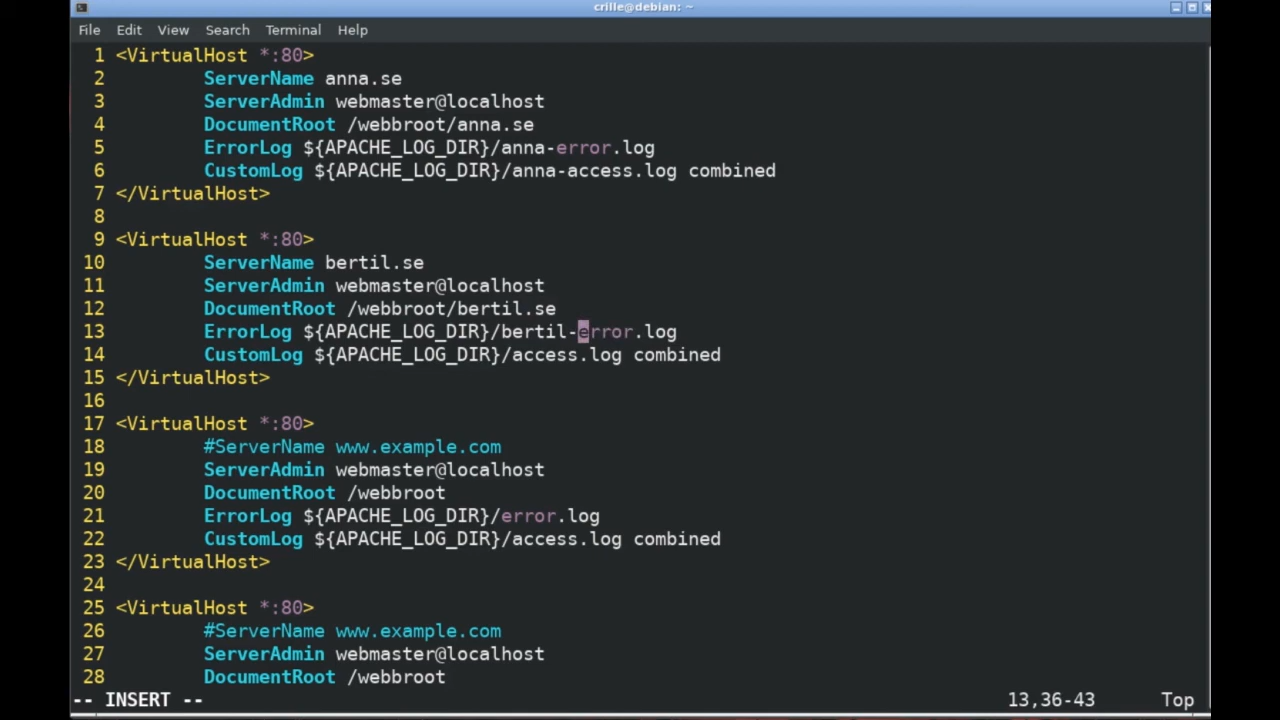 crille@debian: ~
File Edit View Search Terminal Help
1 <VirtualHost *:80>
2 ServerName anna.se
3 ServerAdmin webmaster@localhost
4 DocumentRoot /webbroot/anna.se
5 ErrorLog ${APACHE_LOG_DIR}/anna-error.log
6 CustomLog ${APACHE_LOG_DIR}/anna-access.log combined
7 </VirtualHost>
8
9 <VirtualHost *:80>
10 ServerName bertil.se
11 ServerAdmin webmaster@localhost
12 DocumentRoot /webbroot/bertil.se
13 ErrorLog ${APACHE_LOG_DIR}/bertil-error.log
14 CustomLog ${APACHE_LOG_DIR}/access.log combined
15 </VirtualHost>
16
17 <VirtualHost *:80>
18 #ServerName www.example.com
19 ServerAdmin webmaster@localhost
20 DocumentRoot /webbroot
21 ErrorLog ${APACHE_LOG_DIR}/error.log
22 CustomLog ${APACHE_LOG_DIR}/access.log combined
23 </VirtualHost>
24
25 <VirtualHost *:80>
26 #ServerName www.example.com
27 ServerAdmin webmaster@localhost
28 DocumentRoot /webbroot
-- INSERT -- 13,36-43 Top